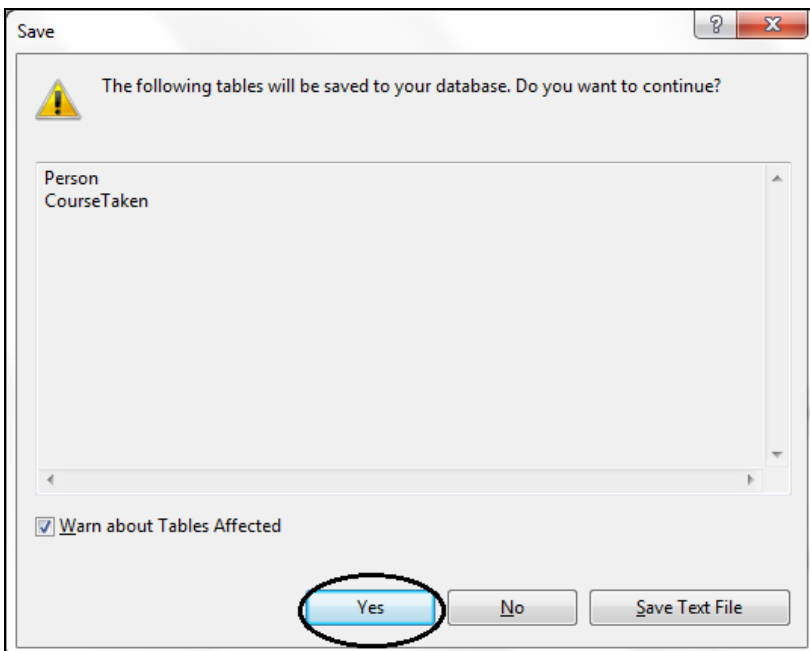 Save
The following tables will be saved to your database. Do you want to continue?
Person
CourseTaken
Warn about Tables Affected
Yes No Save Text File